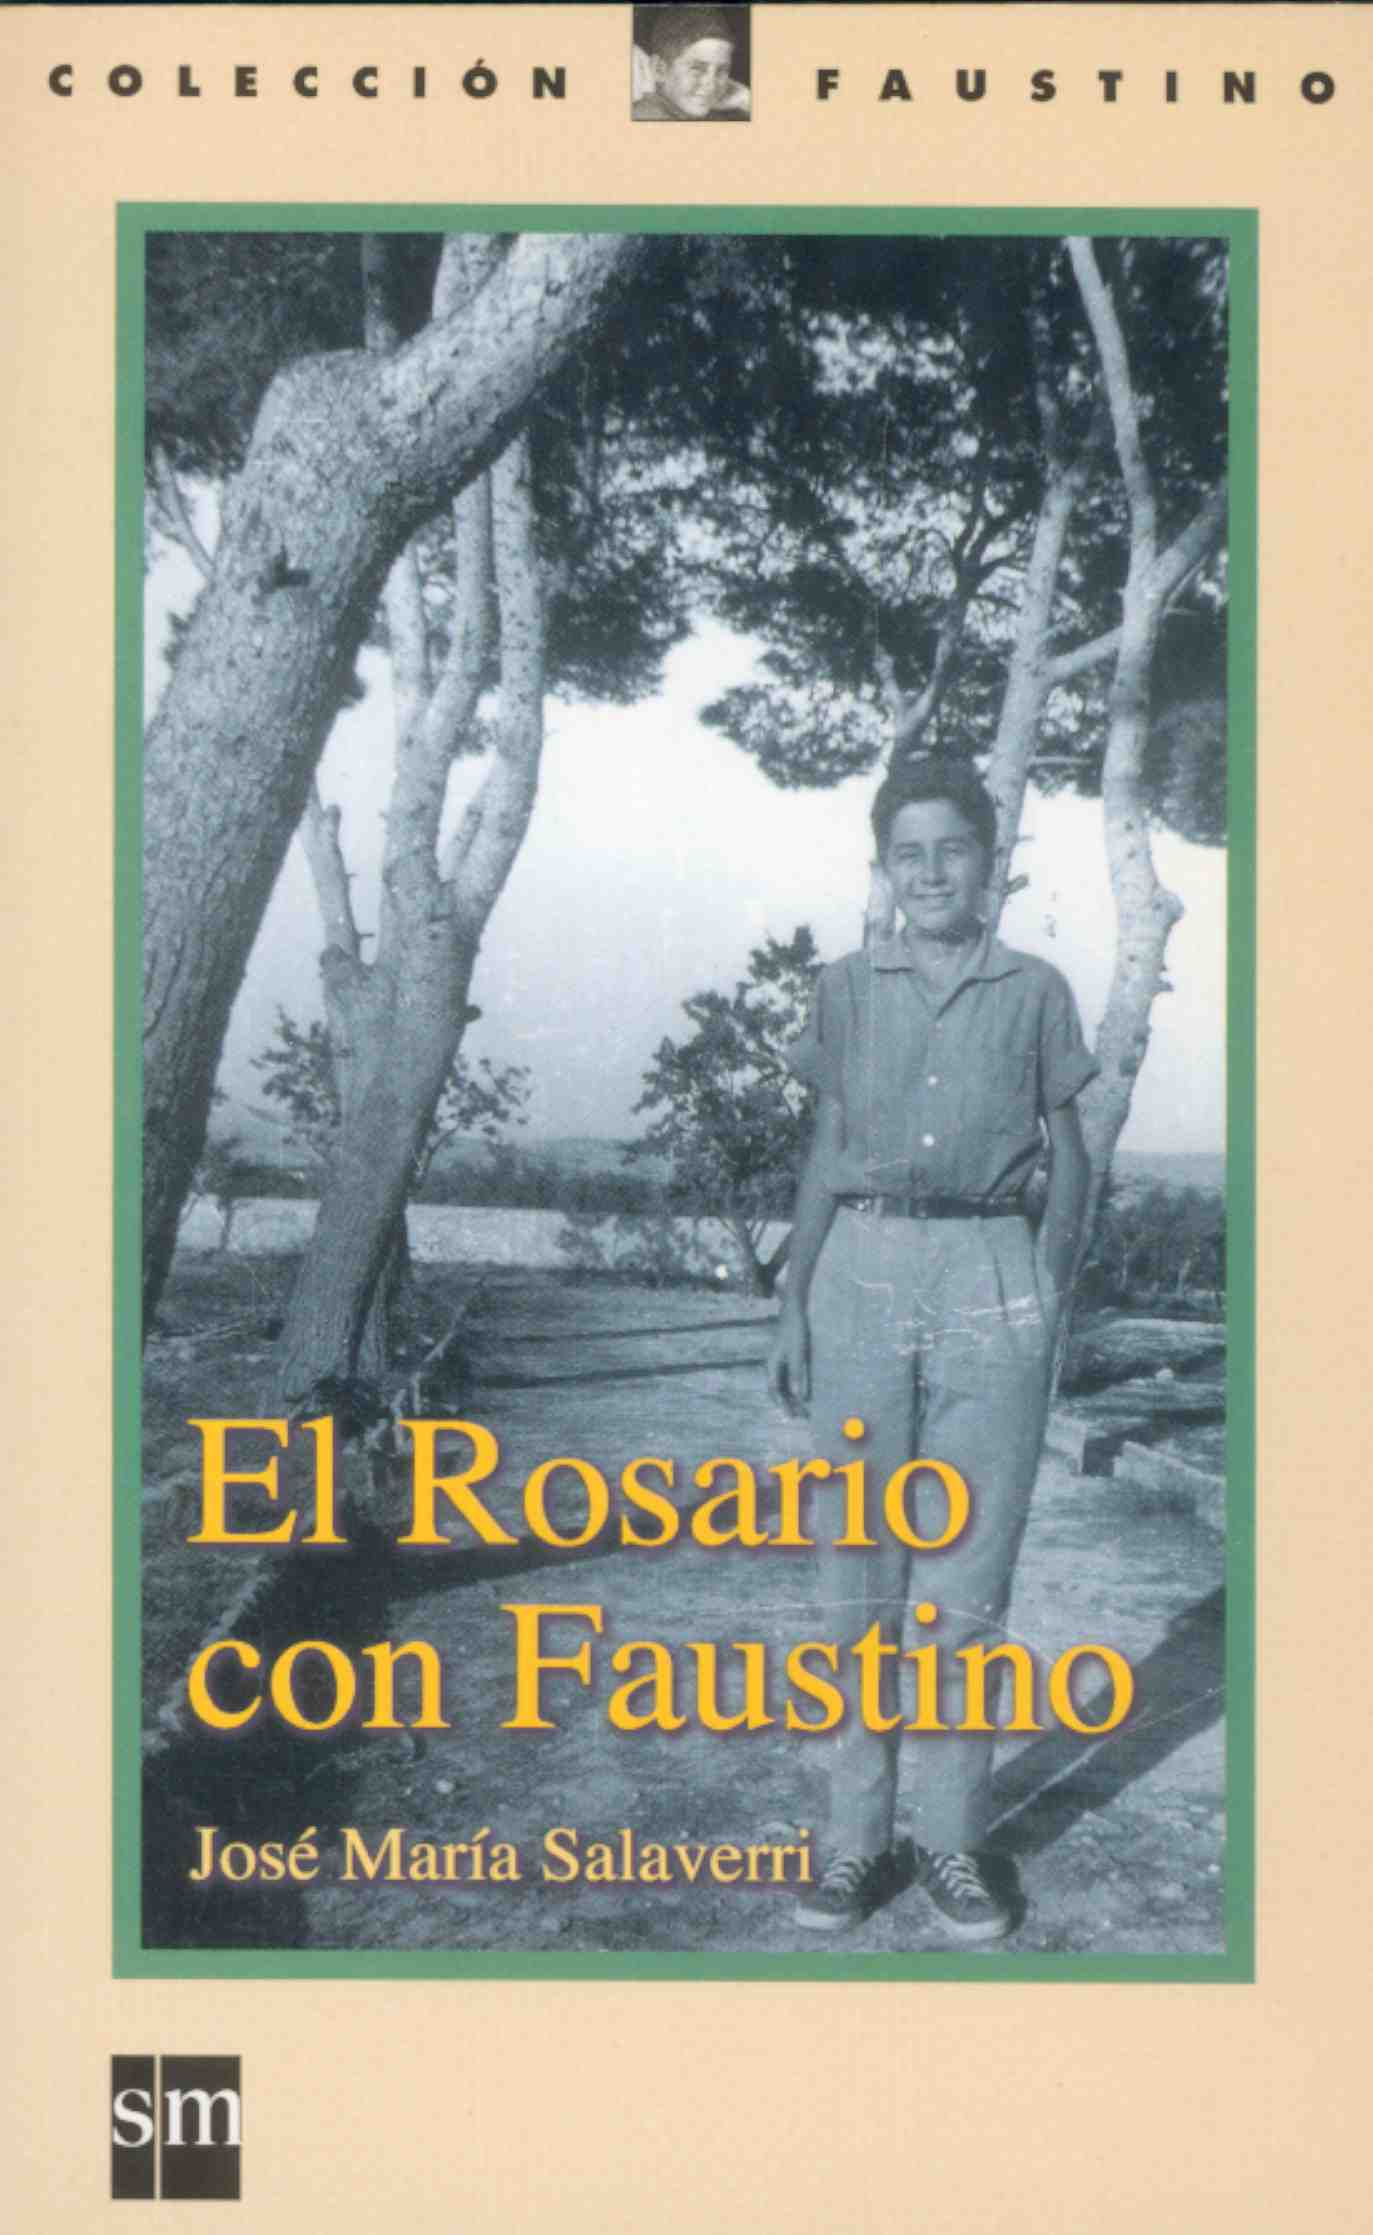 COLECCIÓN FAUSTINO
El Rosario
con Faustino
José María Salaverri
sm